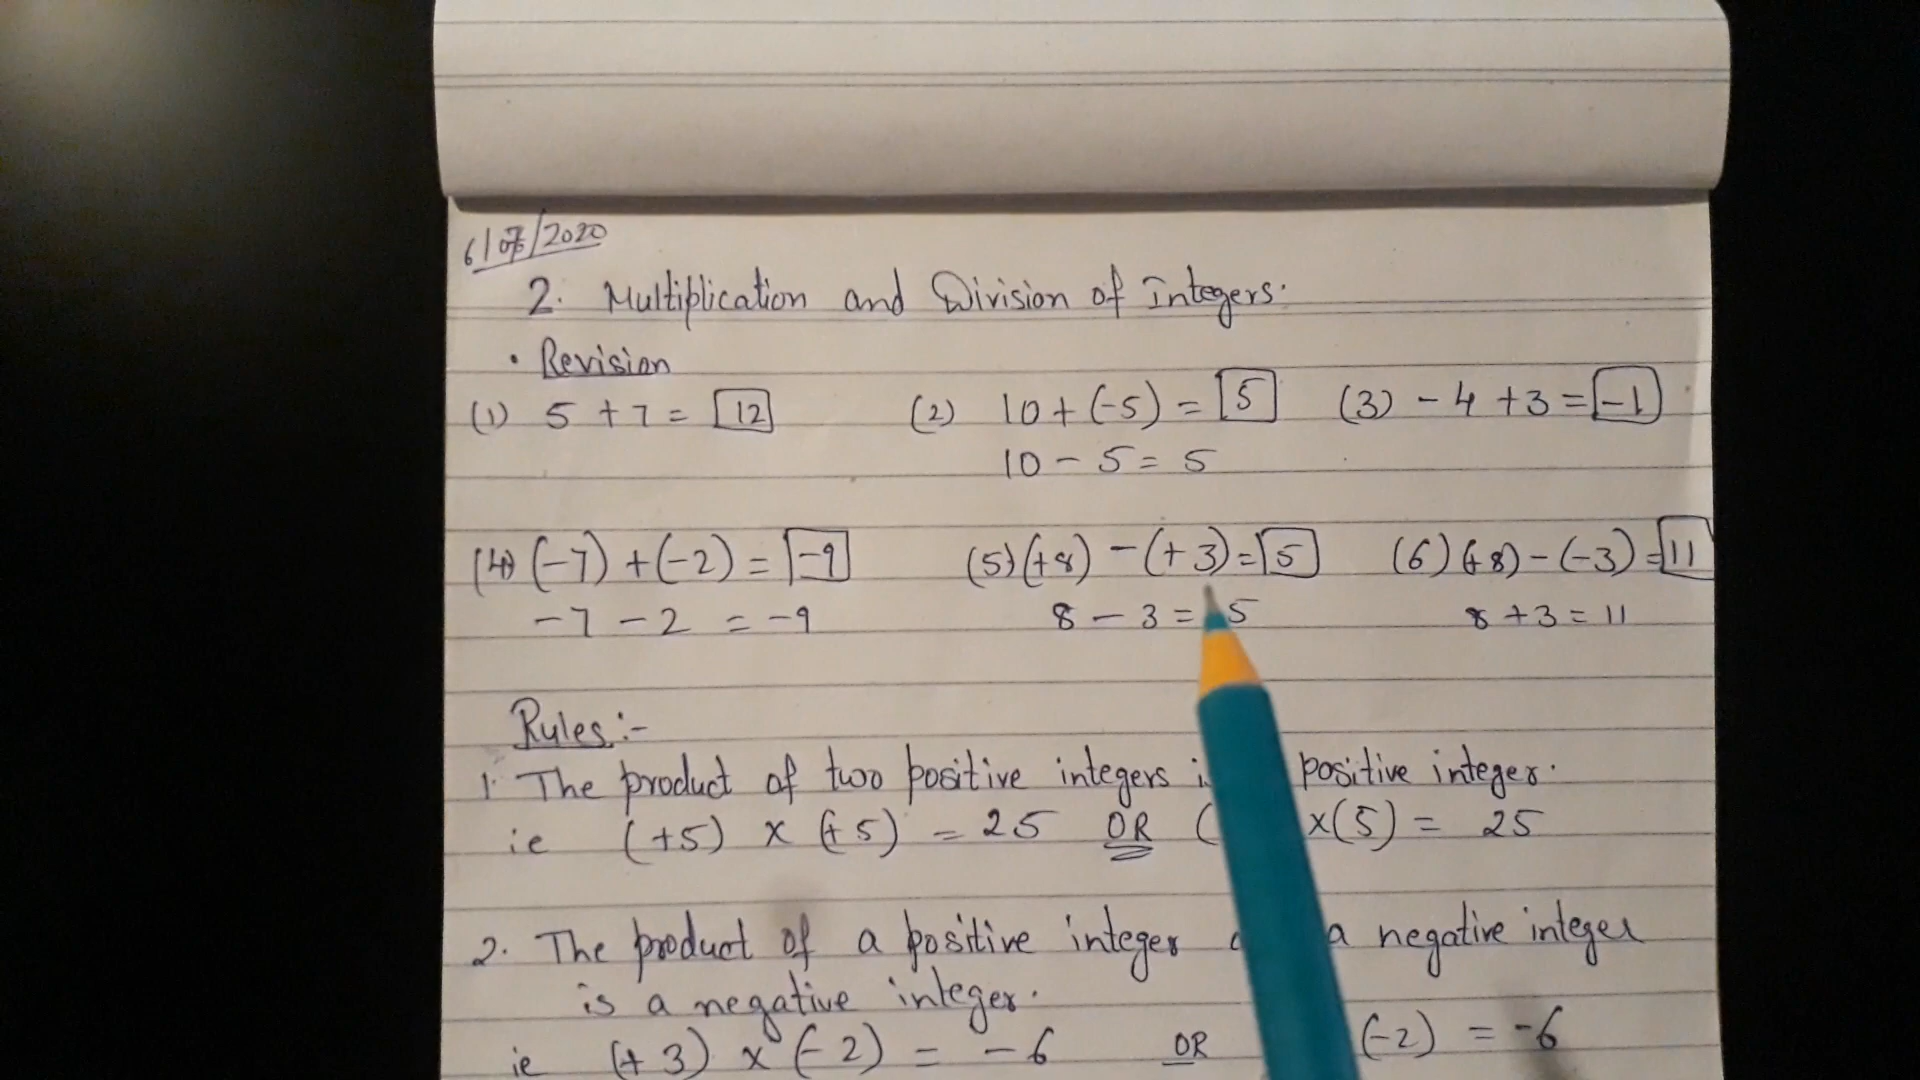 6/07/2020
2. Multiplication and Division of Integers.
• Revision
(1) 5 + 7 = 12 (2) 10 + (-5) = 5 (3) - 4 + 3 = -1
10 - 5 = 5
(4) (-7) + (-2) = -9 (5) (+8) - (+3) = 5 (6) (+8) - (-3) = 11
-7 - 2 = -9 8 - 3 = 5 8 + 3 = 11
Rules :-
1. The product of two positive integers positive integer.
ie (+5) x (+5) = 25 OR ( x(5) = 25
2. The product of a positive integer a negative integer
is a negative integer.
ie (+3) x (-2) = -6 OR (-2) = -6